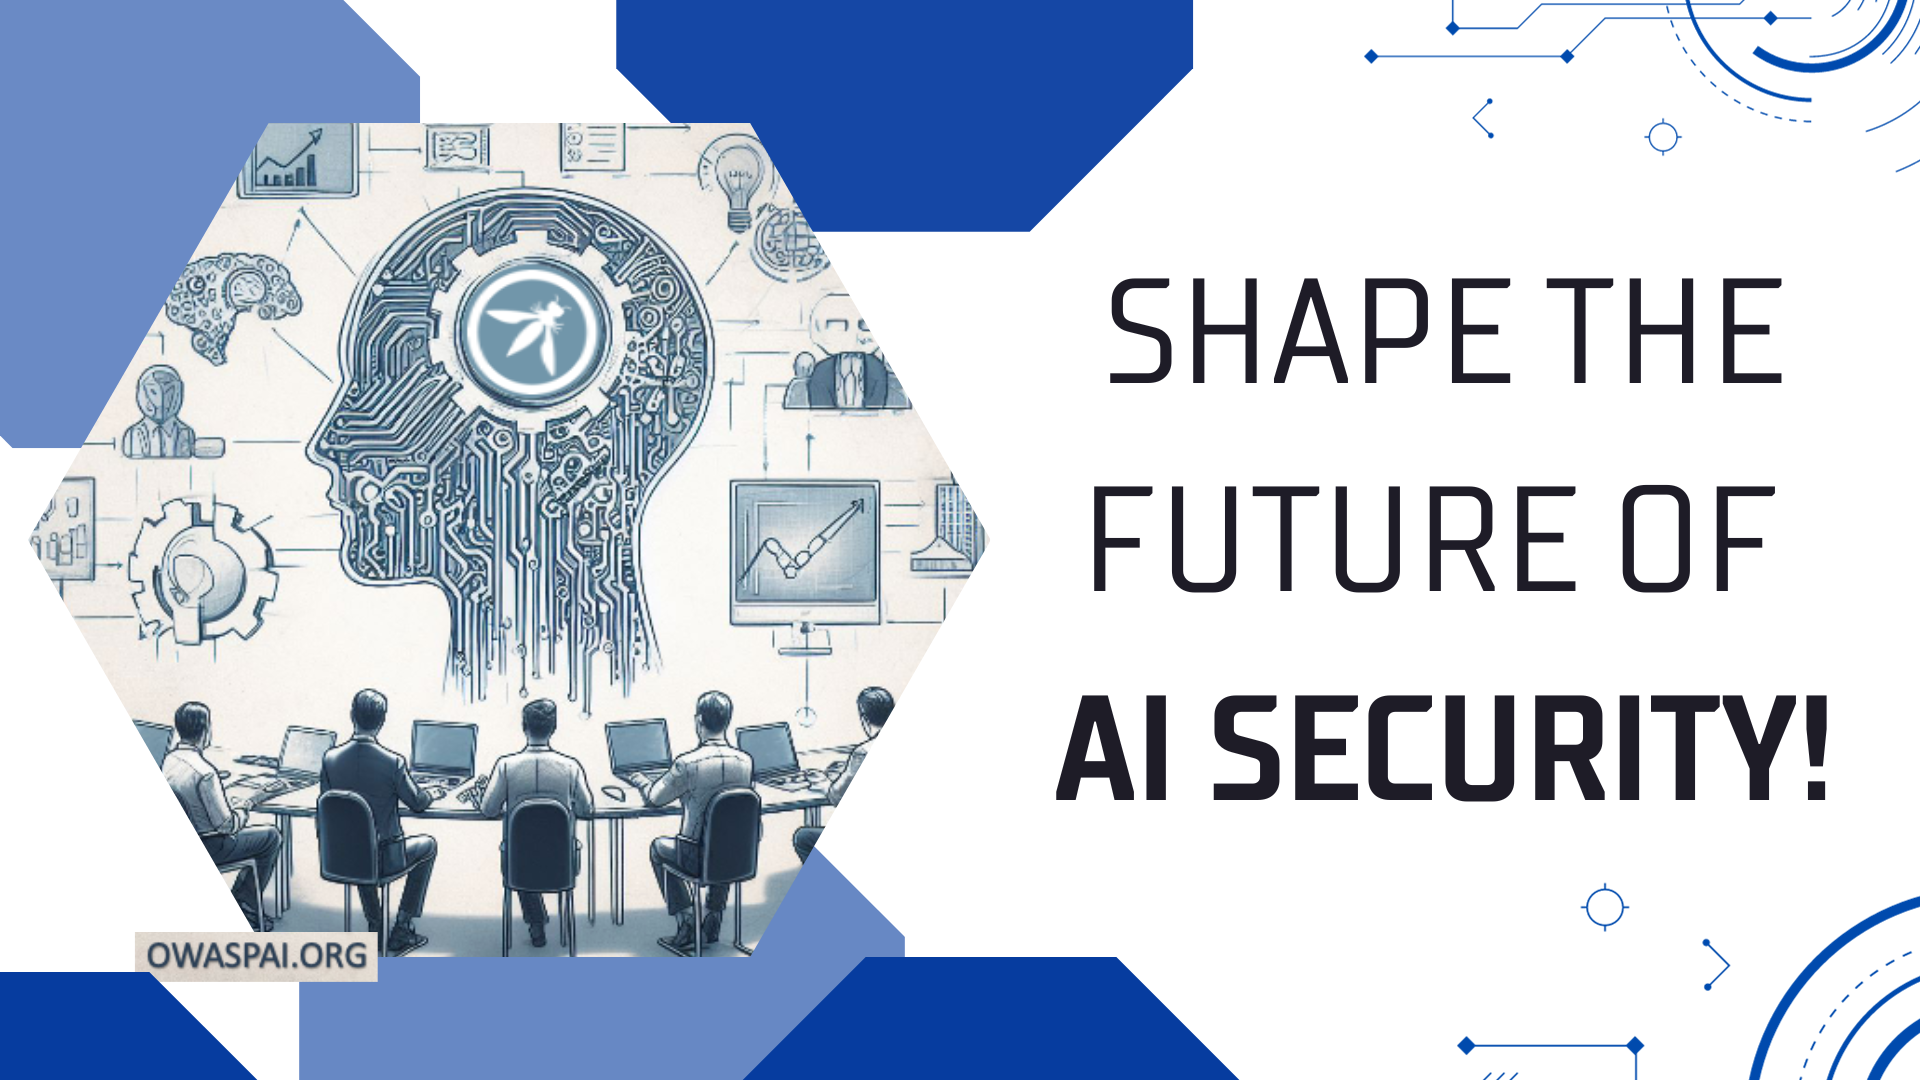 SHAPE THE
FUTURE OF
AI SECURITY!
OWASPAI.ORG